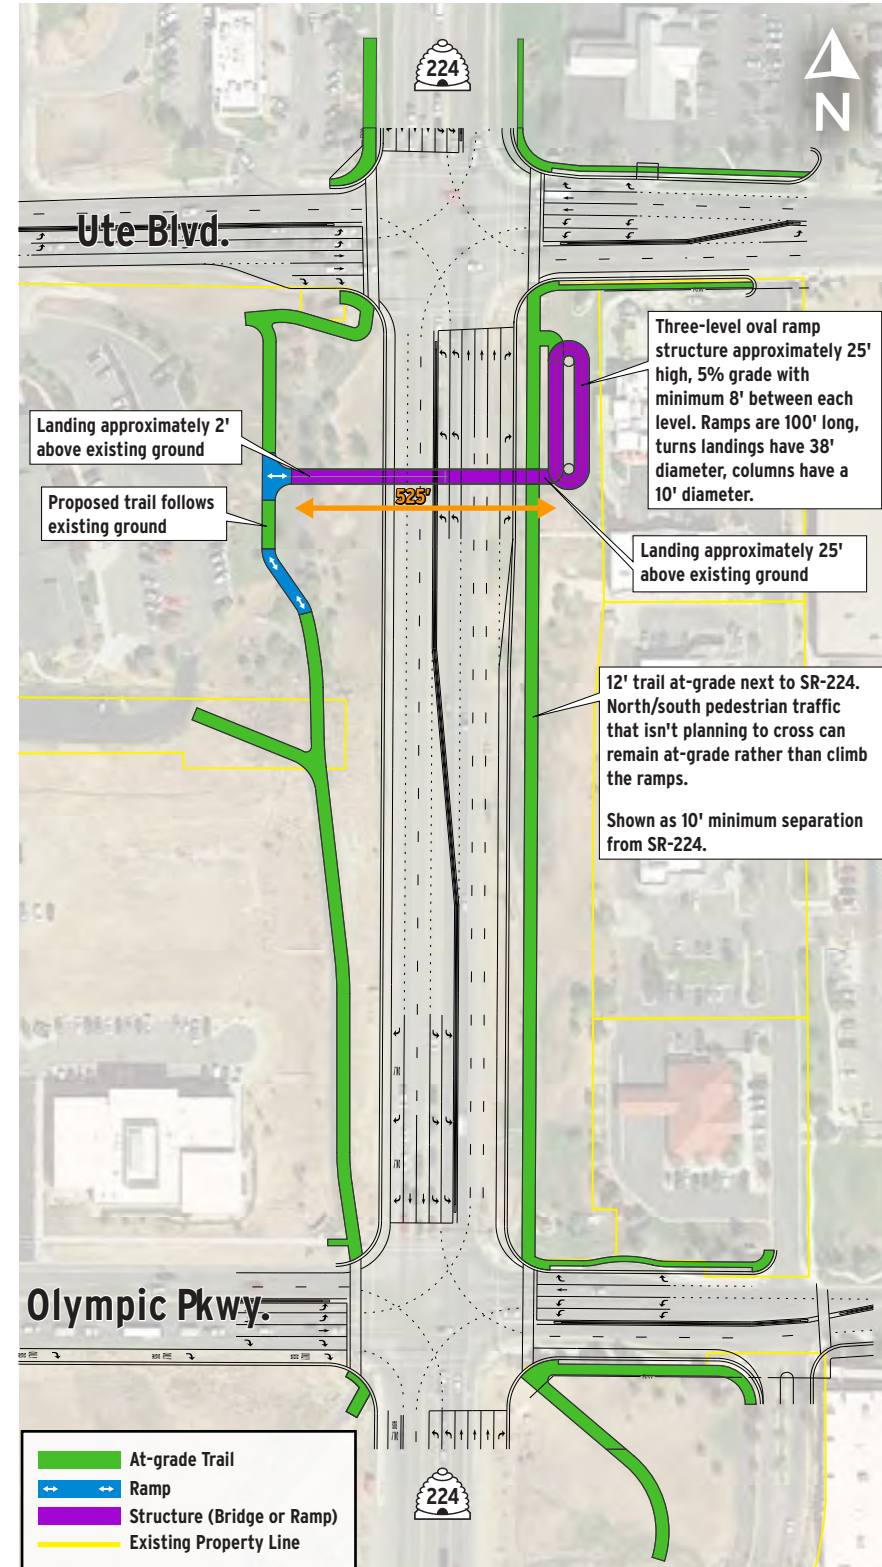 224
N
Ute Blvd.
Three-level oval ramp
structure approximately 25'
high, 5% grade with
minimum 8' between each
level. Ramps are 100' long,
turns landings have 38'
diameter, columns have a
10' diameter.
Landing approximately 2'
above existing ground
525'
Proposed trail follows
existing ground
Landing approximately 25'
above existing ground
12' trail at-grade next to SR-224.
North/south pedestrian traffic
that isn't planning to cross can
remain at-grade rather than climb
the ramps.
Shown as 10' minimum separation
from SR-224.
Olympic Pkwy.
At-grade Trail
Ramp
Structure (Bridge or Ramp)
Existing Property Line
224